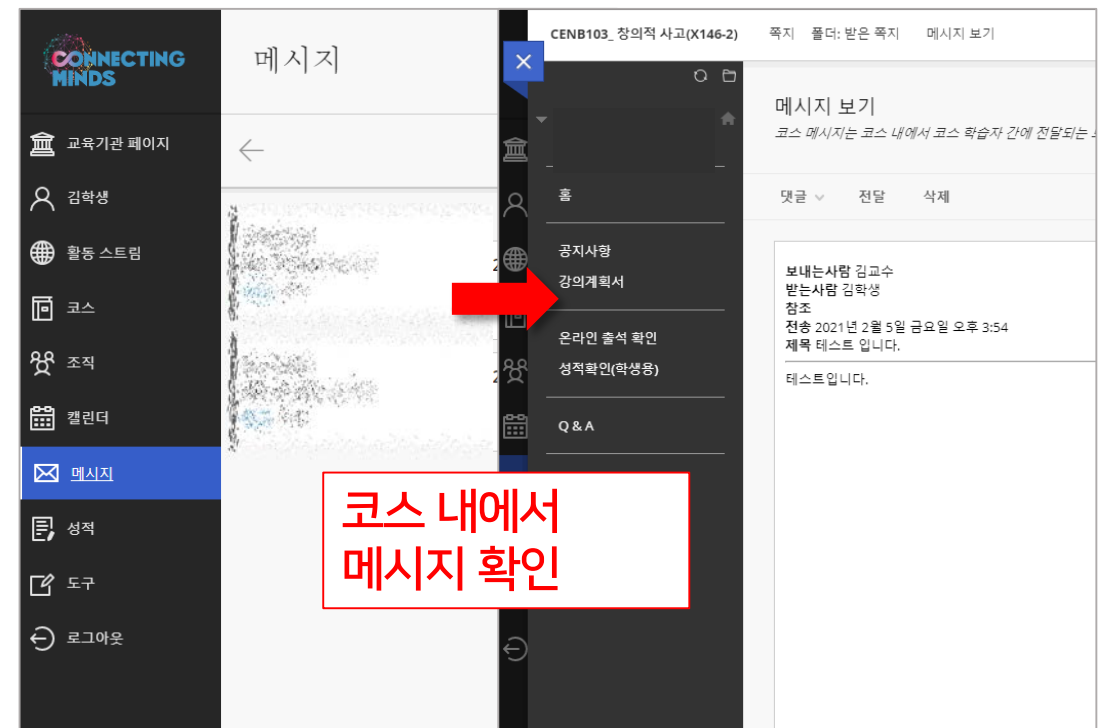 CONNECTING
MINDS
교육기관 페이지
김학생
활동 스트림
코스
조직
캘린더
메시지
성적
도구
로그아웃
메시지
CENB103_ 창의적 사고(X146-2)
쪽지 폴더: 받은 쪽지 메시지 보기
홈
공지사항
강의계획서
온라인 출석 확인
성적확인(학생용)
Q & A
메시지 보기
코스 메시지는 코스 내에서 코스 학습자 간에 전달되는
댓글 전달 삭제
보내는사람 김교수
받는사람 김학생
참조
전송 2021년 2월 5일 금요일 오후 3:54
제목 테스트 입니다.
테스트입니다.
코스 내에서
메시지 확인